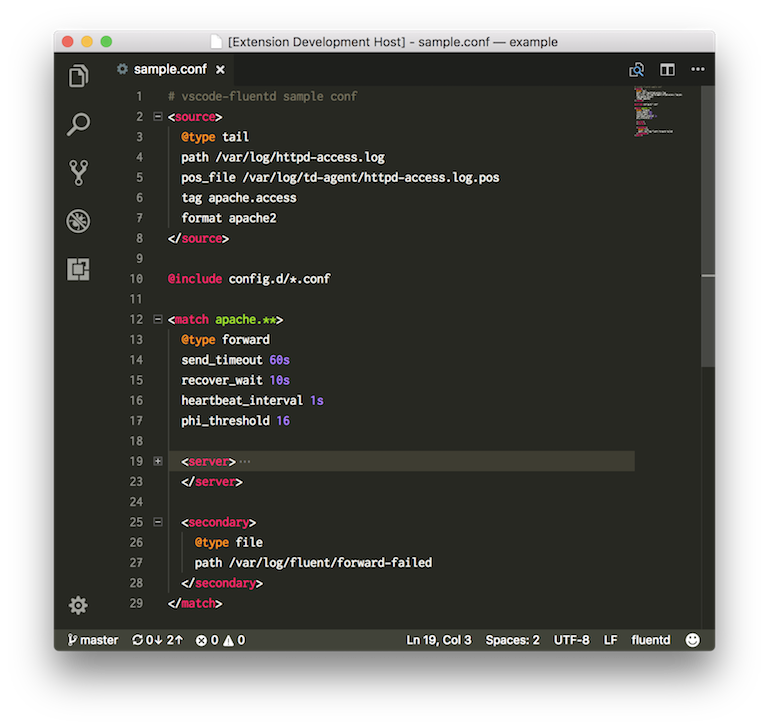 [Extension Development Host] - sample.conf — example
sample.conf
1 # vscode-fluentd sample conf
2 <source>
3 @type tail
4 path /var/log/httpd-access.log
5 pos_file /var/log/td-agent/httpd-access.log.pos
6 tag apache.access
7 format apache2
8 </source>
9
10 @include config.d/*.conf
11
12 <match apache.**>
13 @type forward
14 send_timeout 60s
15 recover_wait 10s
16 heartbeat_interval 1s
17 phi_threshold 16
18
19 <server>···
23 </server>
24
25 <secondary>
26 @type file
27 path /var/log/fluent/forward-failed
28 </secondary>
29 </match>
master 0↓ 2↑ 0 0 Ln 19, Col 3 Spaces: 2 UTF-8 LF fluentd